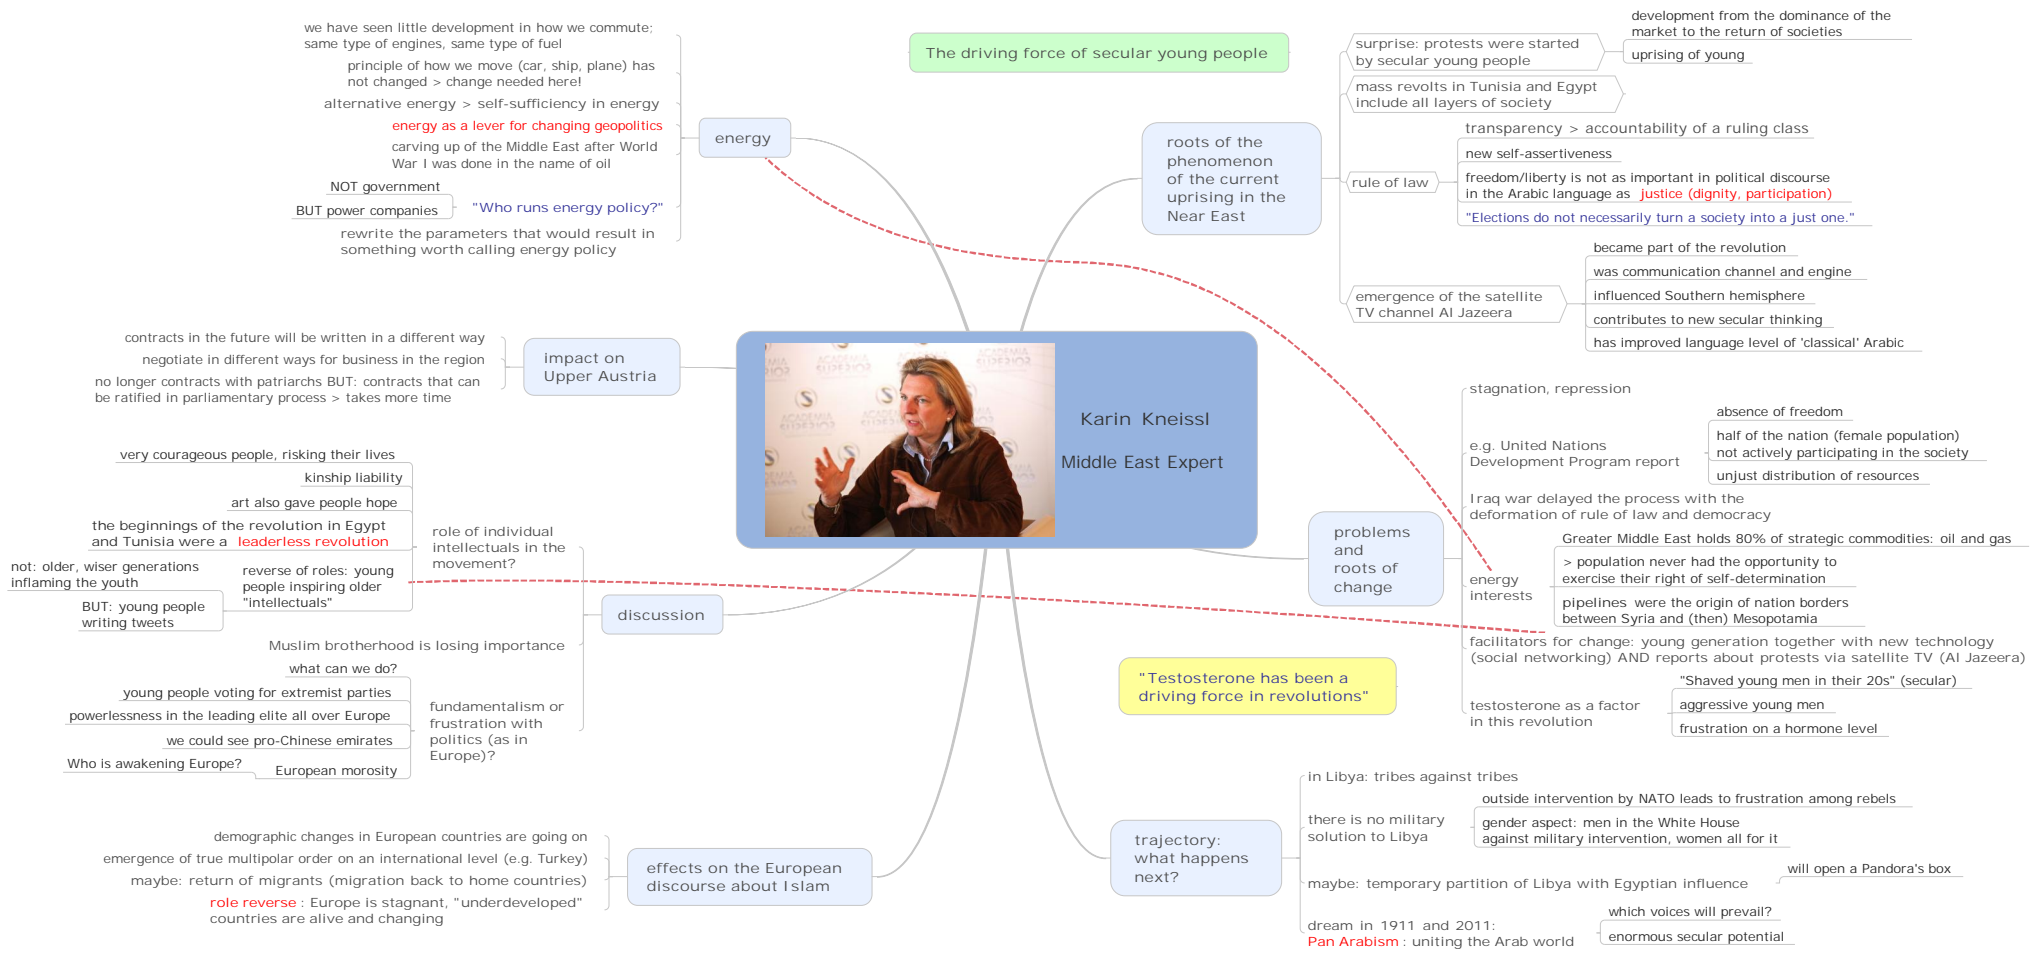 The driving force of secular young people
Karin Kneissl
Middle East Expert
ACADEMIA
SUPERIOR
roots of the
phenomenon
of the current
uprising in the
Near East
surprise: protests were started
by secular young people
development from the dominance of the
market to the return of societies
uprising of young
mass revolts in Tunisia and Egypt
include all layers of society
rule of law
transparency > accountability of a ruling class
new self-assertiveness
freedom/liberty is not as important in political discourse
in the Arabic language as justice (dignity, participation)
"Elections do not necessarily turn a society into a just one."
emergence of the satellite
TV channel Al Jazeera
became part of the revolution
was communication channel and engine
influenced Southern hemisphere
contributes to new secular thinking
has improved language level of 'classical' Arabic
problems
and
roots of
change
stagnation, repression
e.g. United Nations
Development Program report
absence of freedom
half of the nation (female population)
not actively participating in the society
unjust distribution of resources
Iraq war delayed the process with the
deformation of rule of law and democracy
energy
interests
Greater Middle East holds 80% of strategic commodities: oil and gas
> population never had the opportunity to
exercise their right of self-determination
pipelines were the origin of nation borders
between Syria and (then) Mesopotamia
facilitators for change: young generation together with new technology
(social networking) AND reports about protests via satellite TV (Al Jazeera)
testosterone as a factor
in this revolution
"Shaved young men in their 20s" (secular)
aggressive young men
frustration on a hormone level
"Testosterone has been a
driving force in revolutions"
trajectory:
what happens
next?
in Libya: tribes against tribes
there is no military
solution to Libya
outside intervention by NATO leads to frustration among rebels
gender aspect: men in the White House
against military intervention, women all for it
maybe: temporary partition of Libya with Egyptian influence
will open a Pandora's box
dream in 1911 and 2011:
Pan Arabism : uniting the Arab world
which voices will prevail?
enormous secular potential
energy
we have seen little development in how we commute;
same type of engines, same type of fuel
principle of how we move (car, ship, plane) has
not changed > change needed here!
alternative energy > self-sufficiency in energy
energy as a lever for changing geopolitics
carving up of the Middle East after World
War I was done in the name of oil
"Who runs energy policy?"
NOT government
BUT power companies
rewrite the parameters that would result in
something worth calling energy policy
impact on
Upper Austria
contracts in the future will be written in a different way
negotiate in different ways for business in the region
no longer contracts with patriarchs BUT: contracts that can
be ratified in parliamentary process > takes more time
discussion
role of individual
intellectuals in the
movement?
very courageous people, risking their lives
kinship liability
art also gave people hope
the beginnings of the revolution in Egypt
and Tunisia were a leaderless revolution
reverse of roles: young
people inspiring older
"intellectuals"
not: older, wiser generations
inflaming the youth
BUT: young people
writing tweets
Muslim brotherhood is losing importance
fundamentalism or
frustration with
politics (as in
Europe)?
what can we do?
young people voting for extremist parties
powerlessness in the leading elite all over Europe
we could see pro-Chinese emirates
European morosity
Who is awakening Europe?
effects on the European
discourse about Islam
demographic changes in European countries are going on
emergence of true multipolar order on an international level (e.g. Turkey)
maybe: return of migrants (migration back to home countries)
role reverse : Europe is stagnant, "underdeveloped"
countries are alive and changing